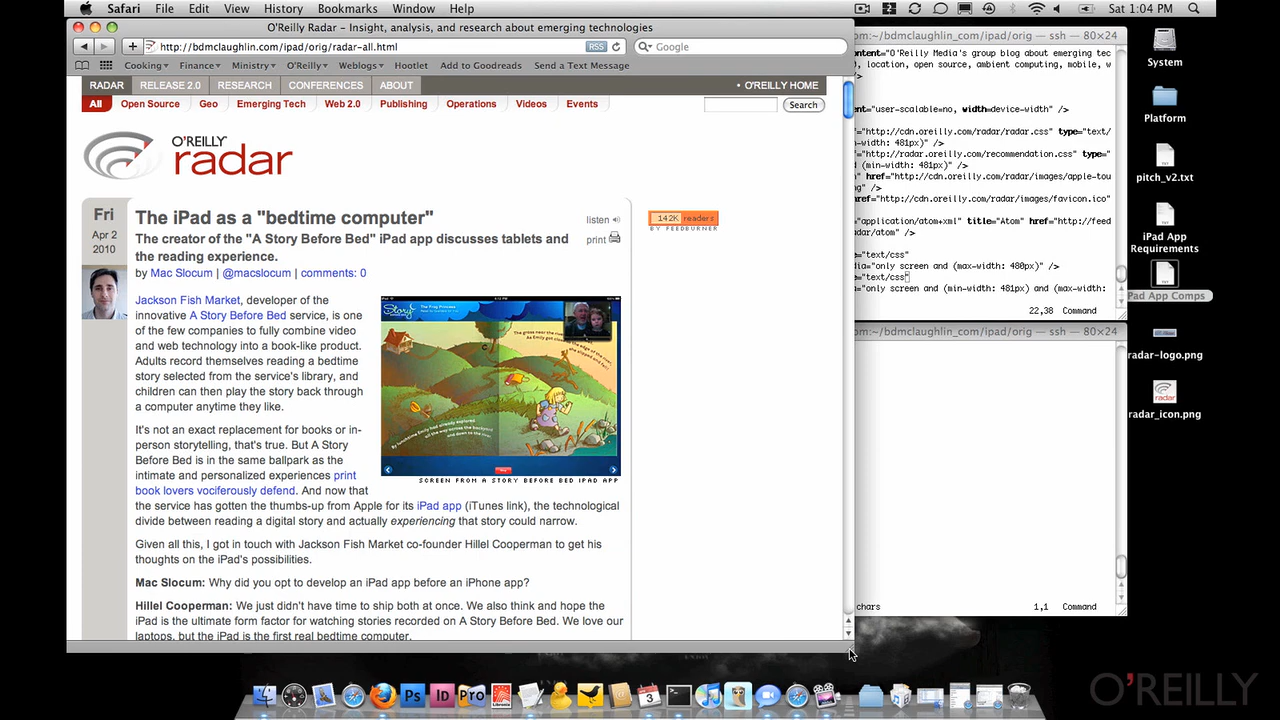 Safari File Edit View History Bookmarks Window Help
Sat 1:04 PM
O'Reilly Radar - Insight, analysis, and research about emerging technologies
http://bdmclaughlin.com/ipad/orig/radar-all.html
RSS
Google
Cooking Finance Ministry O'Reilly Weblogs Hootlet Add to Goodreads Send a Text Message
RADAR RELEASE 2.0 RESEARCH CONFERENCES ABOUT • O'REILLY HOME
All Open Source Geo Emerging Tech Web 2.0 Publishing Operations Videos Events
Search
O'REILLY
radar
Fri
Apr 2
2010
The iPad as a "bedtime computer"
listen
The creator of the "A Story Before Bed" iPad app discusses tablets and
the reading experience.
print
by Mac Slocum | @macslocum | comments: 0
142K readers
BY FEEDBURNER
Jackson Fish Market, developer of the
innovative A Story Before Bed service, is one
of the few companies to fully combine video
and web technology into a book-like product.
Adults record themselves reading a bedtime
story selected from the service's library, and
children can then play the story back through
a computer anytime they like.
Story
The Frog Princess
SCREEN FROM A STORY BEFORE BED IPAD APP
It's not an exact replacement for books or in-
person storytelling, that's true. But A Story
Before Bed is in the same ballpark as the
intimate and personalized experiences print
book lovers vociferously defend. And now that
the service has gotten the thumbs-up from Apple for its iPad app (iTunes link), the technological
divide between reading a digital story and actually experiencing that story could narrow.
Given all this, I got in touch with Jackson Fish Market co-founder Hillel Cooperman to get his
thoughts on the iPad's possibilities.
Mac Slocum: Why did you opt to develop an iPad app before an iPhone app?
Hillel Cooperman: We just didn't have time to ship both at once. We also think and hope the
iPad is the ultimate form factor for watching stories recorded on A Story Before Bed. We love our
laptops, but the iPad is the first real bedtime computer.
om:~/bdmclaughlin_com/ipad/orig — ssh — 80×24
ontent="O'Reilly Media's group blog about emerging tec
, location, open source, ambient computing, mobile, w
>
ent="user-scalable=no, width=device-width" />
f="http://cdn.oreilly.com/radar/radar.css" type="text/
-width: 481px)" />
f="http://radar.oreilly.com/recommendation.css" type="
d (min-width: 481px)" />
" href="http://cdn.oreilly.com/radar/images/apple-tou
ng" />
href="http://cdn.oreilly.com/radar/images/favicon.ico"
application/atom+xml" title="Atom" href="http://feed
adar/atom" />
e="text/css"
dia="only screen and (max-width: 480px)" />
e="text/css"
="only screen and (min-width: 481px) and (max-width:
22,38 Command
om:~/bdmclaughlin_com/ipad/orig — ssh — 80×24
chars 1,1 Command
System
Platform
pitch_v2.txt
iPad App
Requirements
Pad App Comps
radar-logo.png
radar_icon.png
Ps ID Pro
3
O'REILLY